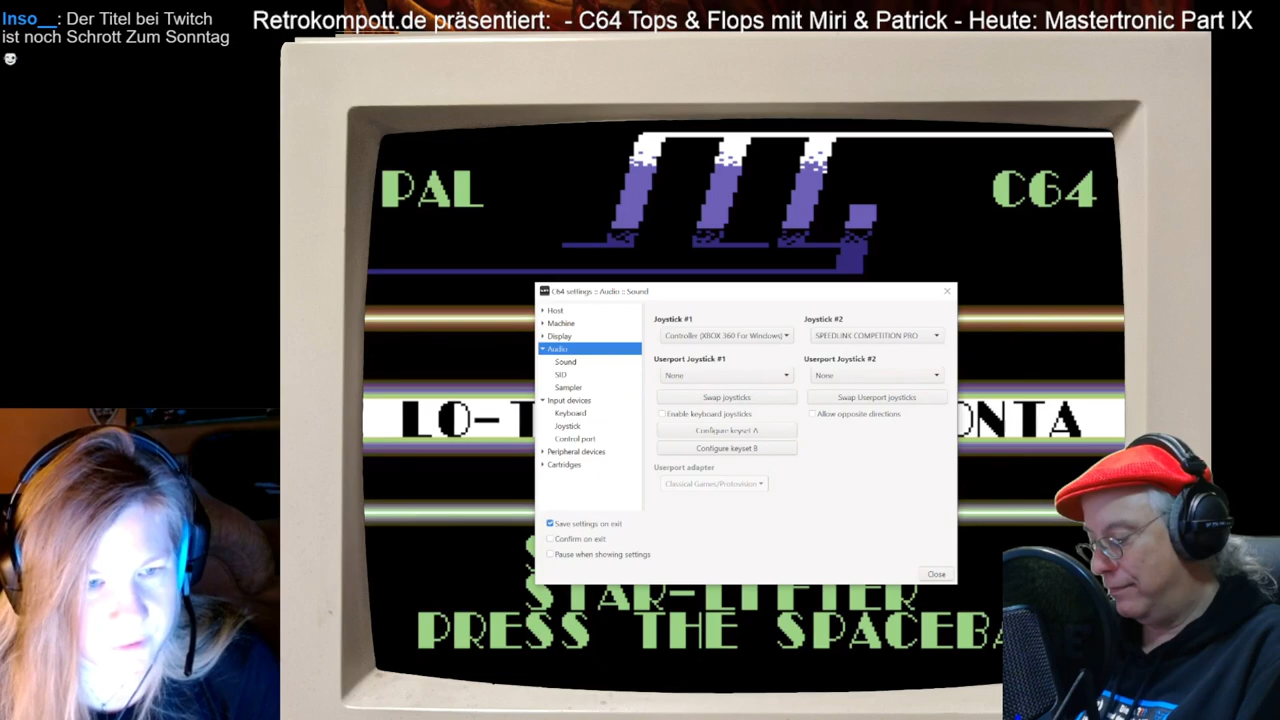 Inso__: Der Titel bei Twitch
ist noch Schrott Zum Sonntag
Retrokompott.de präsentiert: - C64 Tops & Flops mit Miri & Patrick - Heute: Mastertronic Part IX
PAL
C64
C64 settings :: Audio :: Sound
Host
Machine
Display
Audio
Sound
SID
Sampler
Input devices
Keyboard
Joystick
Control port
Peripheral devices
Cartridges
Joystick #1
Joystick #2
Controller (XBOX 360 For Windows)
SPEEDLINK COMPETITION PRO
Userport Joystick #1
Userport Joystick #2
None
None
Swap joysticks
Swap Userport joysticks
Enable keyboard joysticks
Allow opposite directions
Configure keyset A
Configure keyset B
Userport adapter
Classical Games/Protovision
Save settings on exit
Confirm on exit
Pause when showing settings
Close
LO-T
ONTA
STAR-LIFTER
PRESS THE SPACEBA